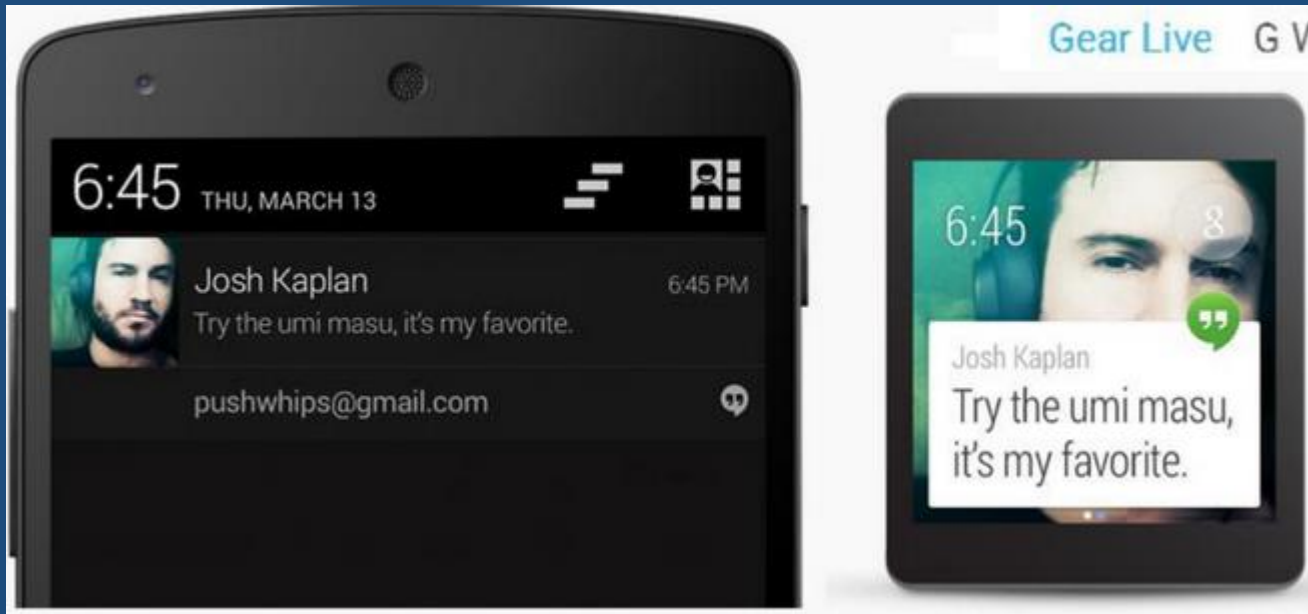 6:45 THU, MARCH 13
Josh Kaplan 6:45 PM
Try the umi masu, it's my favorite.
pushwhips@gmail.com
Gear Live G
6:45 8
Josh Kaplan
Try the umi masu,
it's my favorite.